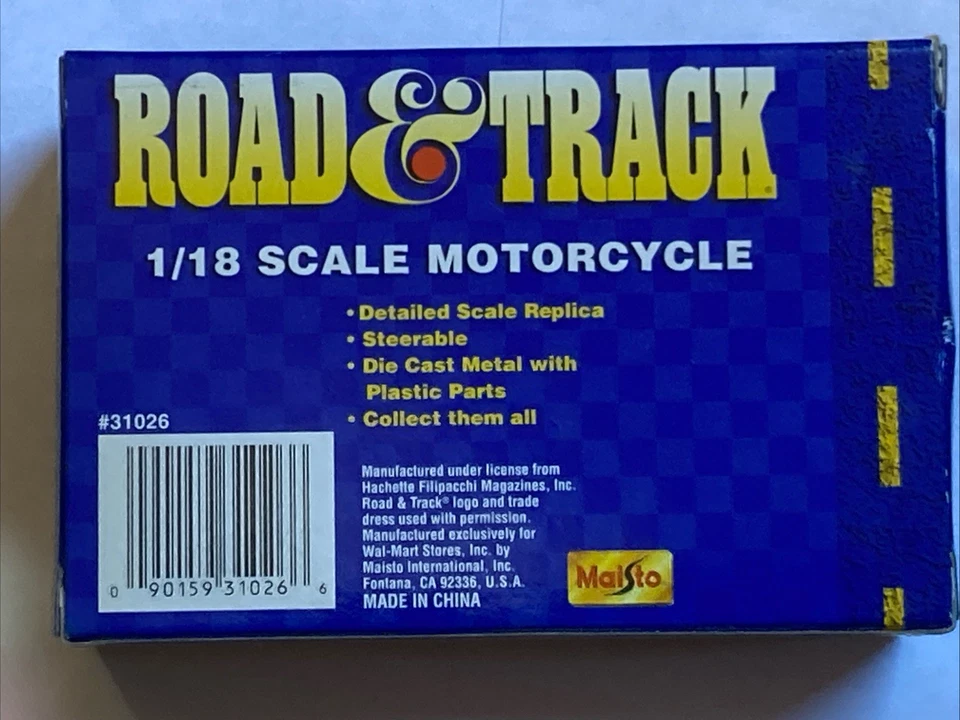 ROAD & TRACK®
1/18 SCALE MOTORCYCLE
• Detailed Scale Replica
• Steerable
• Die Cast Metal with
Plastic Parts
• Collect them all
#31026
0 90159 31026 6
Manufactured under license from
Hachette Filipacchi Magazines, Inc.
Road & Track® logo and trade
dress used with permission.
Manufactured exclusively for
Wal-Mart Stores, Inc. by
Maisto International, Inc.
Fontana, CA 92336, U.S.A.
MADE IN CHINA
Maisto